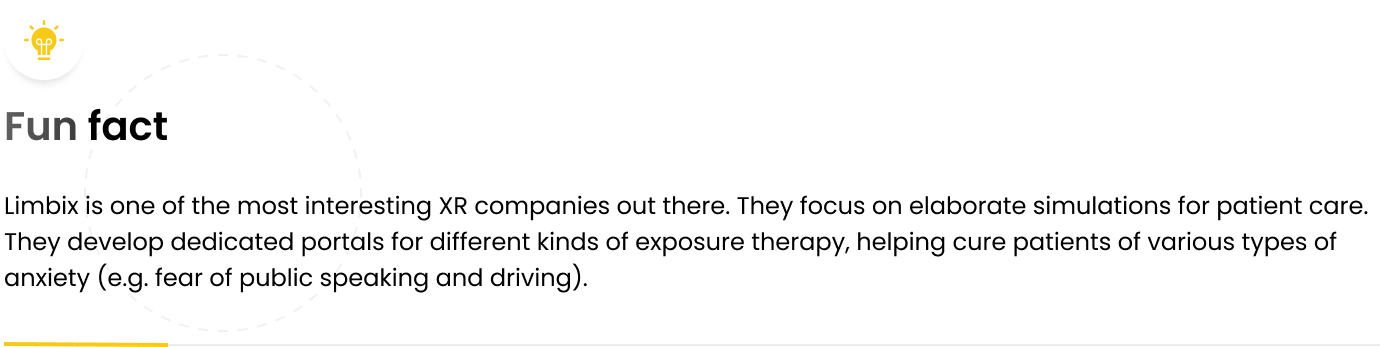 Fun fact
Limbix is one of the most interesting XR companies out there. They focus on elaborate simulations for patient care.
They develop dedicated portals for different kinds of exposure therapy, helping cure patients of various types of
anxiety (e.g. fear of public speaking and driving).